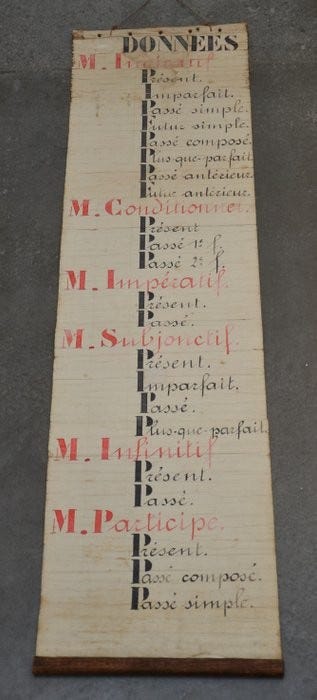 DONNÉES
M. Indicatif
Présent.
Imparfait.
Passé simple.
Futur simple.
Passé composé.
Plus-que-parfait
Passé antérieur.
Futur antérieur.
M. Conditionnel.
Présent
Passé 1e f.
Passé 2e f.
M. Impératif.
Présent.
Passé.
M. Subjonctif.
Présent.
Imparfait.
Passé.
Plus-que-parfait.
M. Infinitif
Présent.
Passé.
M. Participe.
Présent.
Passé composé.
Passé simple.